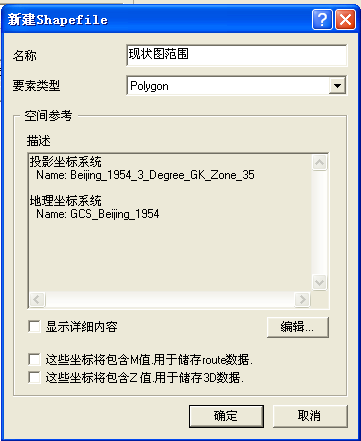 新建Shapefile
名称
现状图范围
要素类型
Polygon
空间参考
描述
投影坐标系统
Name: Beijing_1954_3_Degree_GK_Zone_35
地理坐标系统
Name: GCS_Beijing_1954
显示详细内容
编辑...
这些坐标将包含M值.用于储存route数据.
这些坐标将包含Z值.用于储存3D数据.
确定
取消